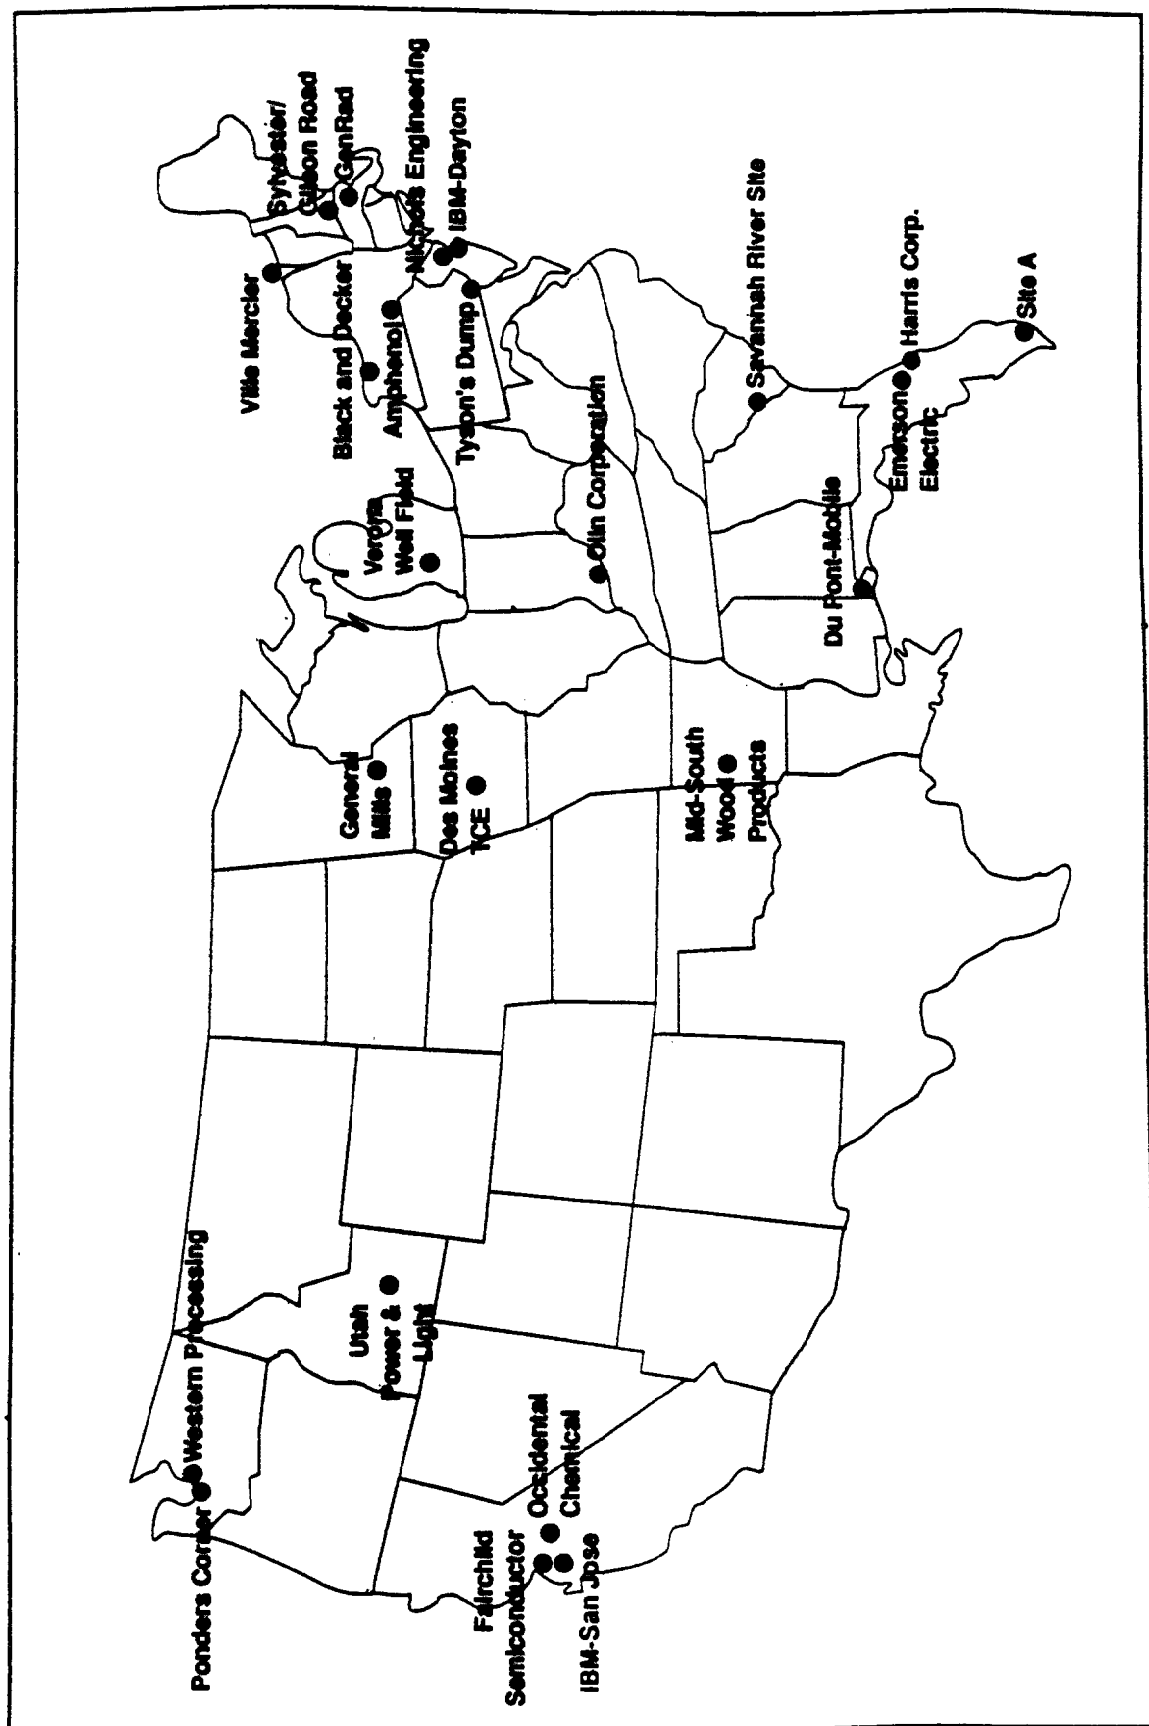 Ponders Corner
Western Processing
Fairchild
Semiconductor
IBM-San Jose
Occidental
Chemical
Utah
Power &
Light
General
Mills
Des Moines
TCE
Mid-South
Wood
Products
Verona
Well Field
Olin Corporation
Du Pont-Mobile
Ville Mercier
Black and Decker
Amphenol
Tyson's Dump
Sylvester/
Gilson Road
GenRad
Nichols Engineering
IBM-Dayton
Savannah River Site
Emerson
Electric
Harris Corp.
Site A